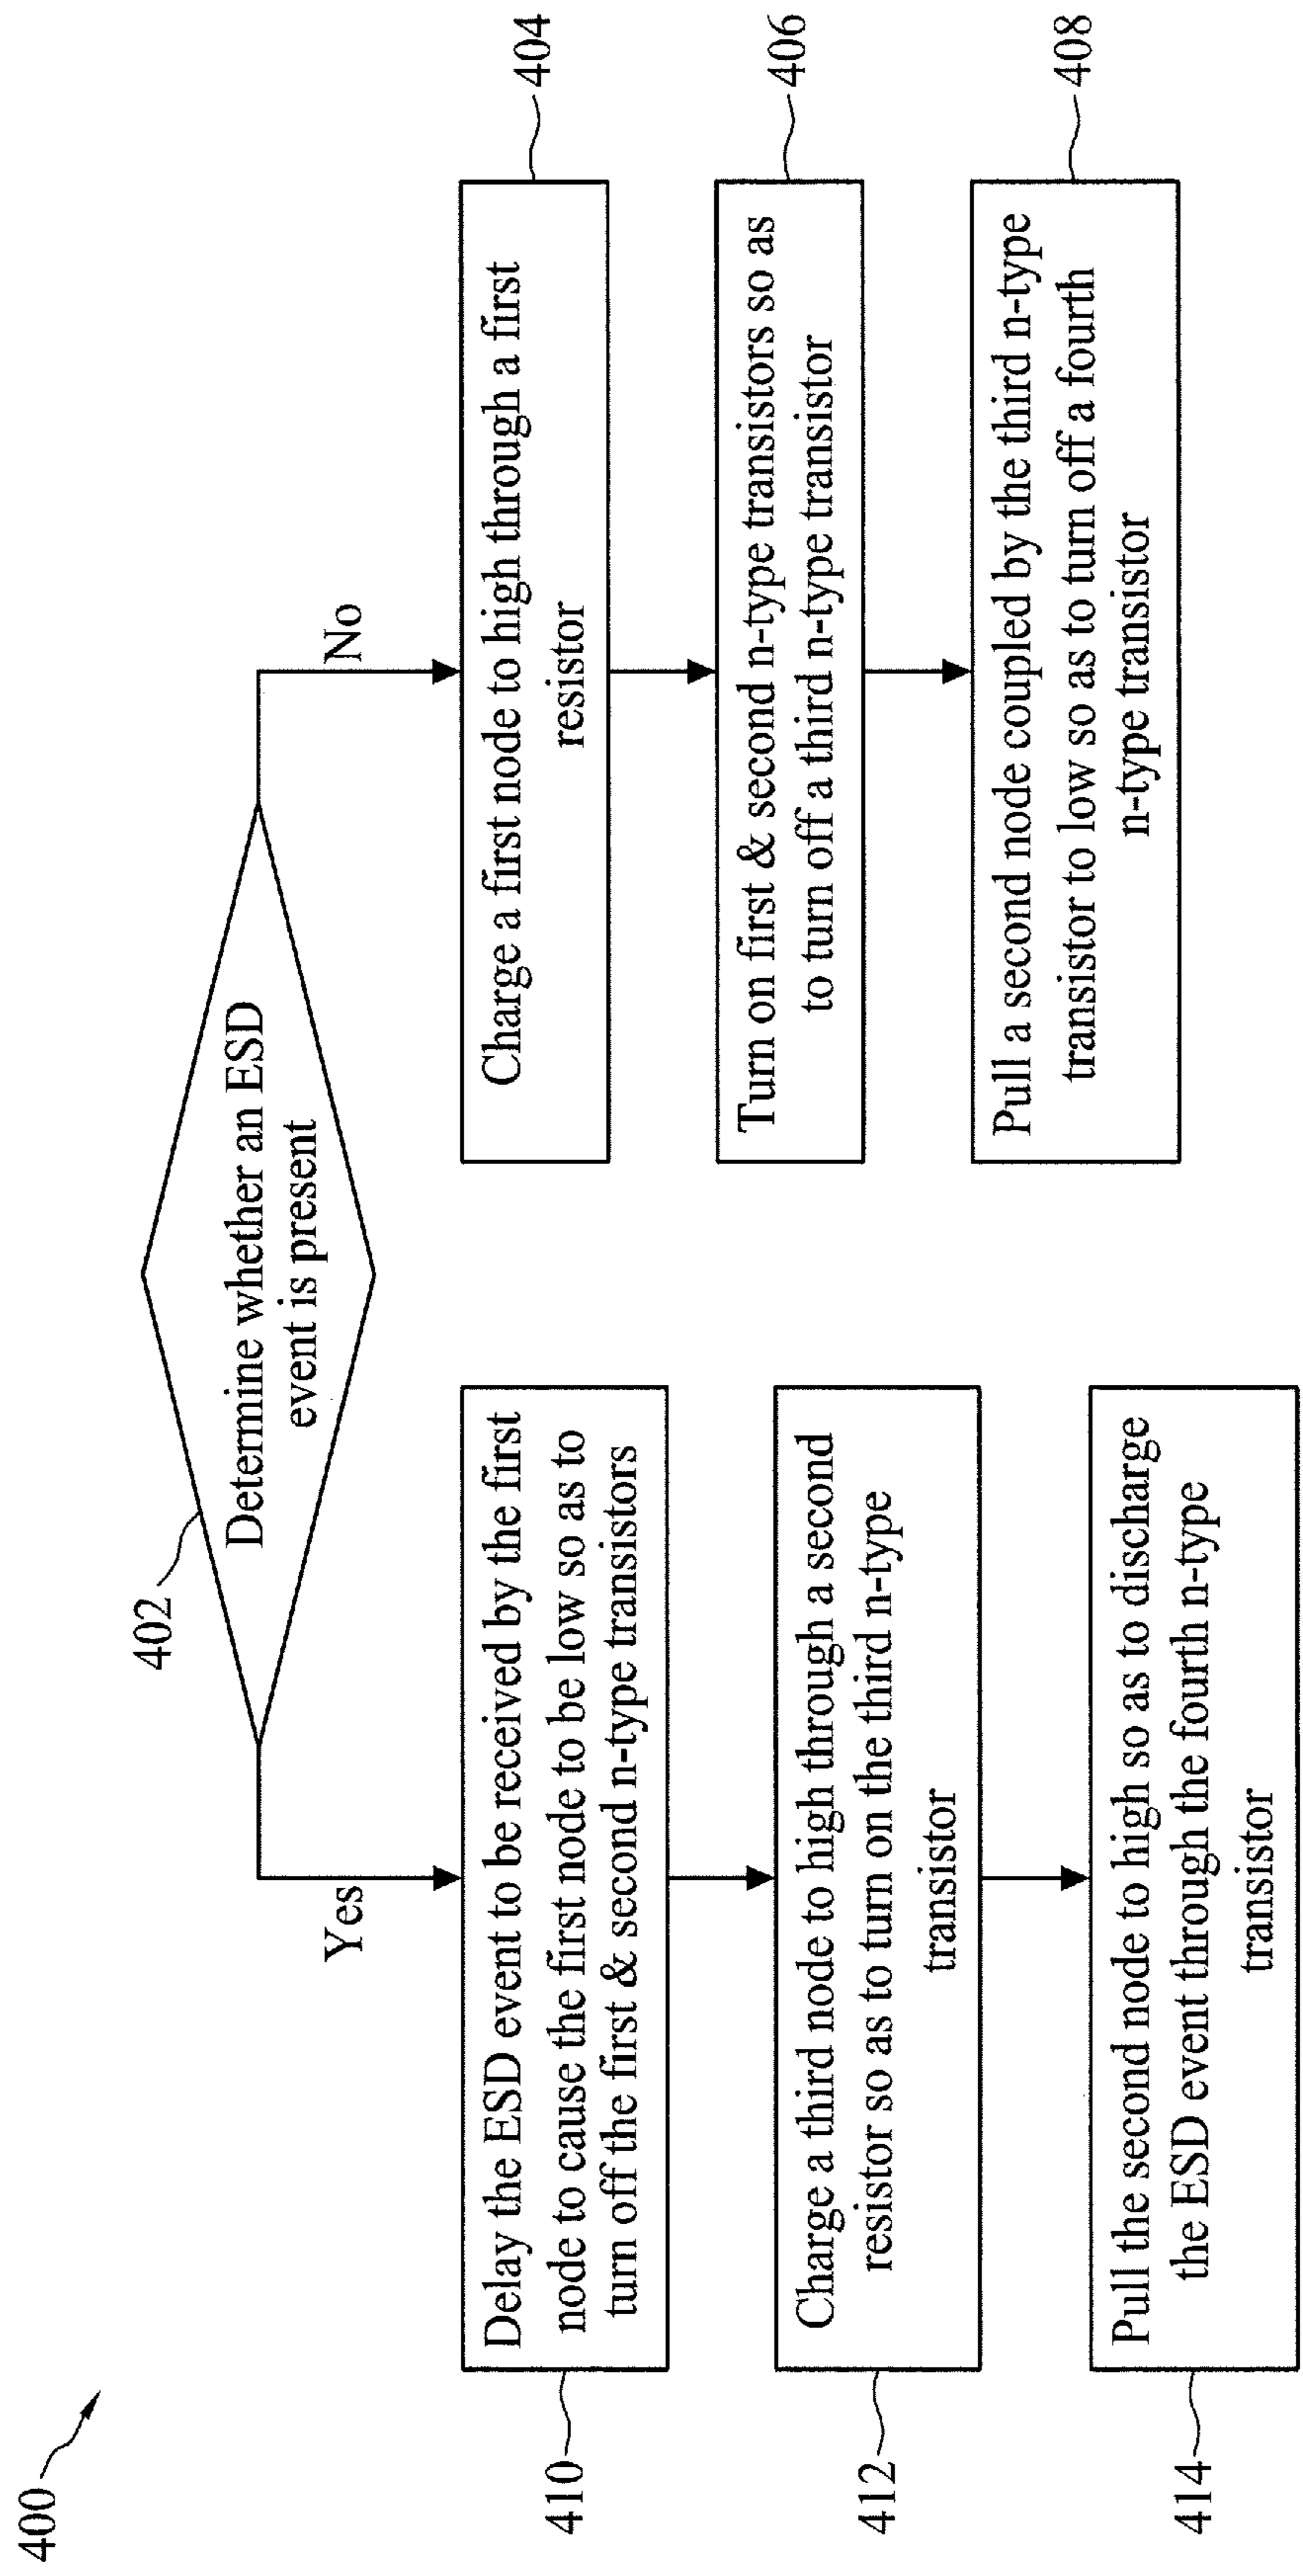 400
402
Determine whether an ESD
event is present
Yes
No
410
Delay the ESD event to be received by the first
node to cause the first node to be low so as to
turn off the first & second n-type transistors
412
Charge a third node to high through a second
resistor so as to turn on the third n-type
transistor
414
Pull the second node to high so as to discharge
the ESD event through the fourth n-type
transistor
404
Charge a first node to high through a first
resistor
406
Turn on first & second n-type transistors so as
to turn off a third n-type transistor
408
Pull a second node coupled by the third n-type
transistor to low so as to turn off a fourth
n-type transistor